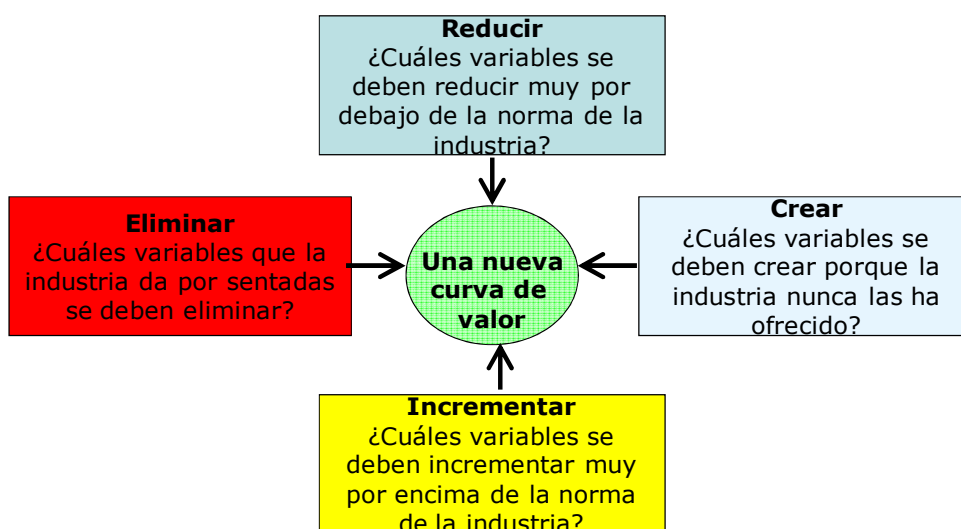 Reducir
¿Cuáles variables se
deben reducir muy por
debajo de la norma de la
industria?
Eliminar
¿Cuáles variables que la
industria da por sentadas
se deben eliminar?
Una nueva
curva de
valor
Crear
¿Cuáles variables se
deben crear porque la
industria nunca las ha
ofrecido?
Incrementar
¿Cuáles variables se
deben incrementar muy
por encima de la norma
de la industria?